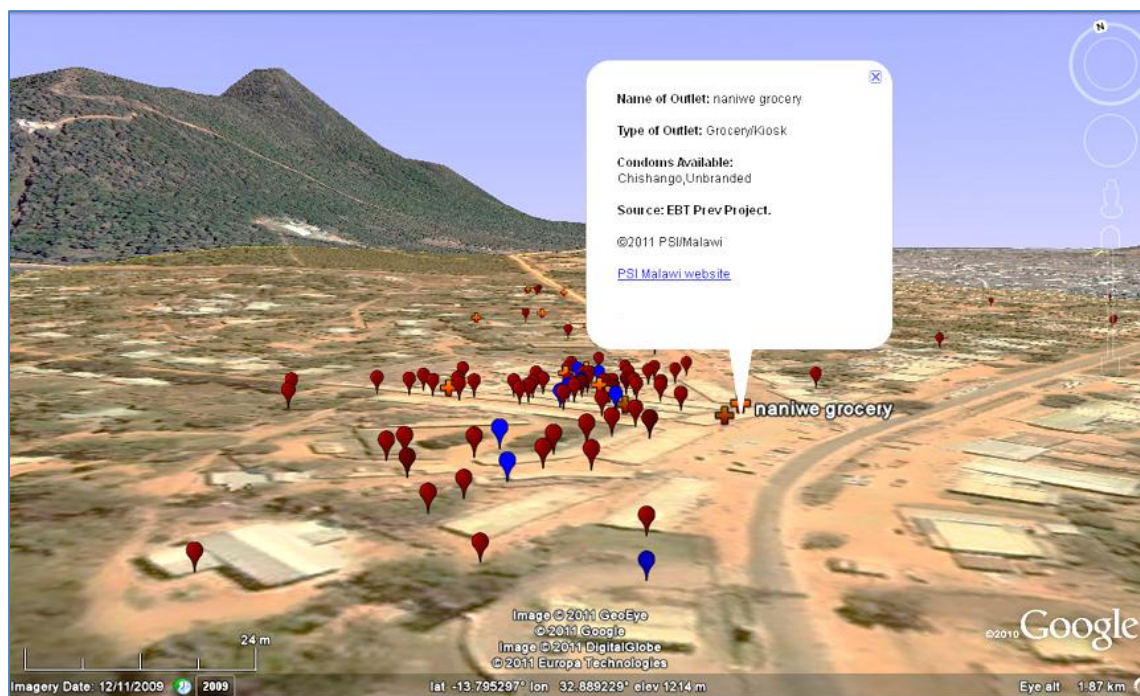 N
Name of Outlet: naniwe grocery
Type of Outlet: Grocery/Kiosk
Condoms Available:
Chishango,Unbranded
Source: EBT Prev Project.
©2011 PSI/Malawi
PSI Malawi website
naniwe grocery
Image © 2011 GeoEye
© 2011 Google
Image © 2011 DigitalGlobe
© 2011 Europa Technologies
©2010 Google
24 m
Imagery Date: 12/11/2009 2009 lat -13.795297° lon 32.889229° elev 1214 m Eye alt 1.87 km